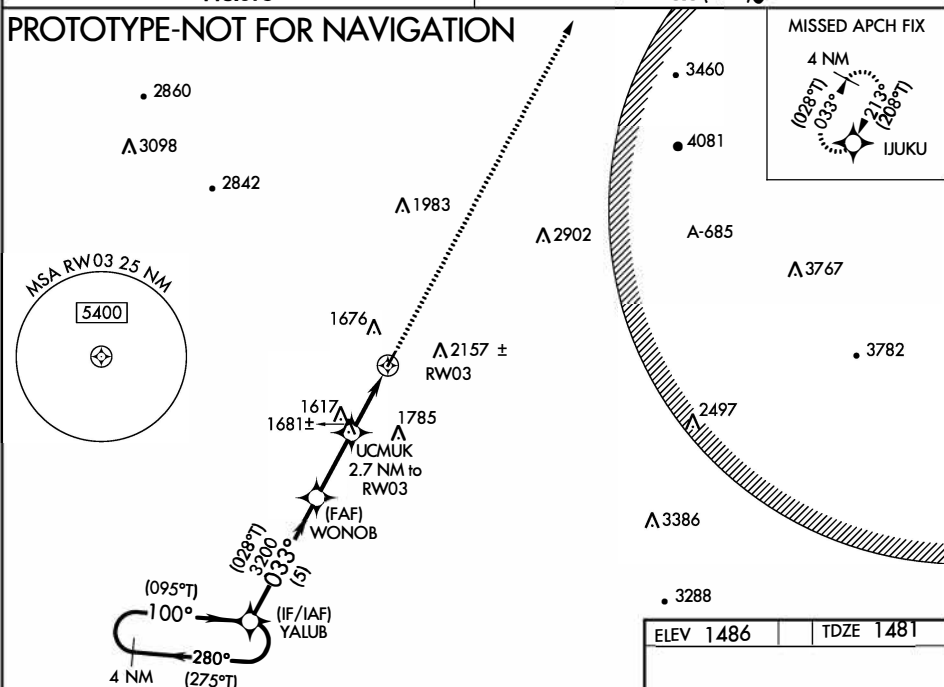 PROTOTYPE-NOT FOR NAVIGATION
MISSED APCH FIX
4 NM
(028°T)
033°
213°
(208°T)
IJUKU
2860
3098
2842
3460
4081
1983
2902
A-685
3767
MSA RW03 25 NM
5400
1676
2157 ±
RW03
3782
1617
1681±
1785
2497
UCMUK
2.7 NM to
RW03
(FAF)
WONOB
3386
(028°T)
3200
033°
(5)
(095°T)
100°
(IF/IAF)
YALUB
280°
4 NM
(275°T)
3288
ELEV 1486
TDZE 1481